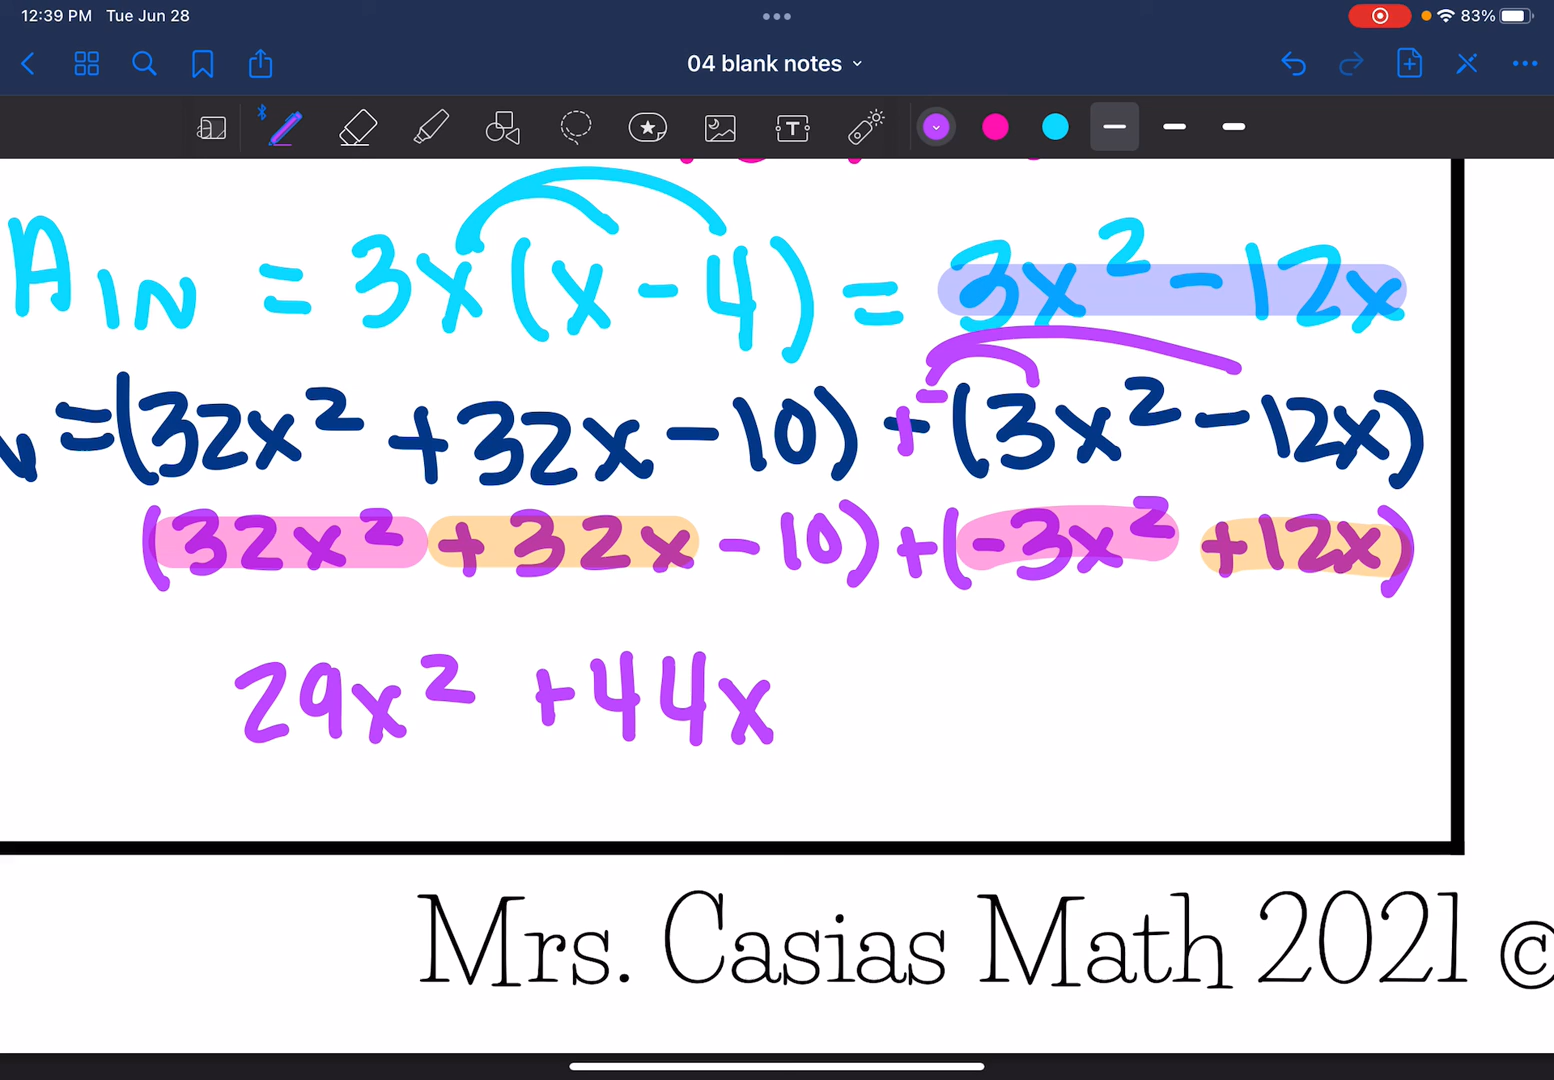 12:39 PM Tue Jun 28
83%
04 blank notes
T
A IN = 3x(x - 4) = 3x² - 12x
=(32x² + 32x - 10) + -(3x² - 12x)
(32x² + 32x - 10) + (-3x² + 12x)
29x² + 44x
Mrs. Casias Math 2021 ©